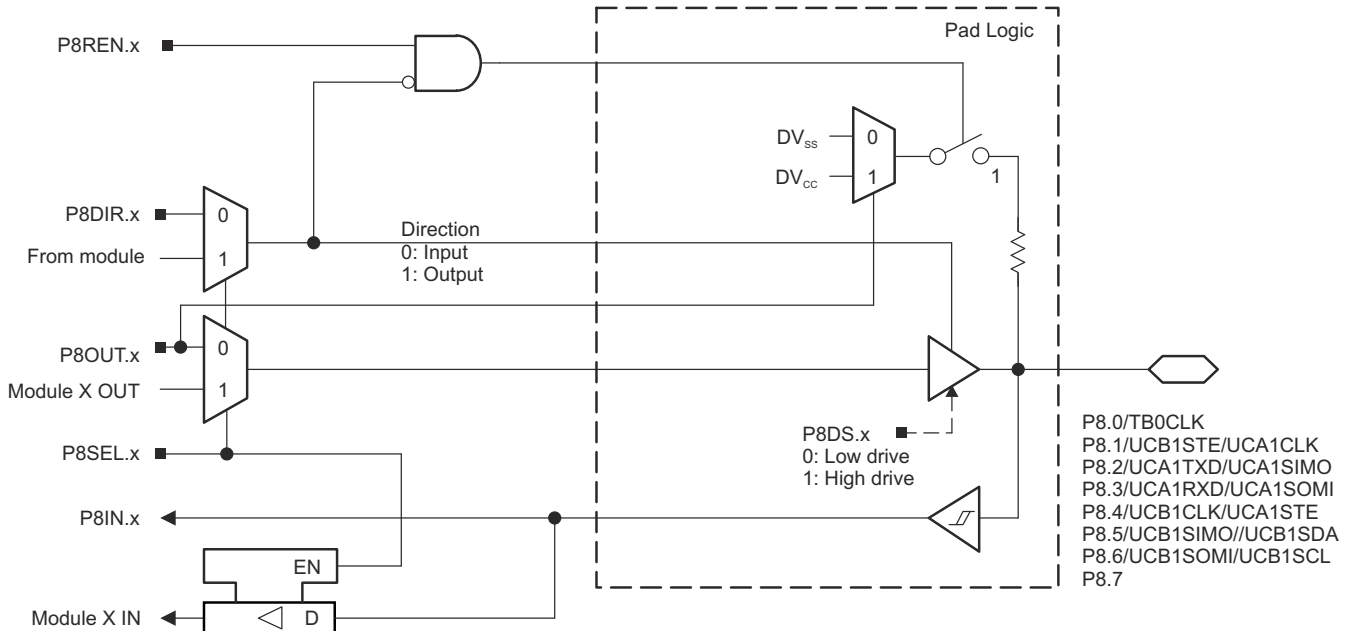 Pad Logic
P8REN.x
DVSS
0
DVCC
1
1
P8DIR.x
0
From module
1
Direction
0: Input
1: Output
P8OUT.x
0
Module X OUT
1
P8SEL.x
P8DS.x
0: Low drive
1: High drive
P8.0/TB0CLK
P8.1/UCB1STE/UCA1CLK
P8.2/UCA1TXD/UCA1SIMO
P8.3/UCA1RXD/UCA1SOMI
P8.4/UCB1CLK/UCA1STE
P8.5/UCB1SIMO//UCB1SDA
P8.6/UCB1SOMI/UCB1SCL
P8.7
P8IN.x
EN
Module X IN
D